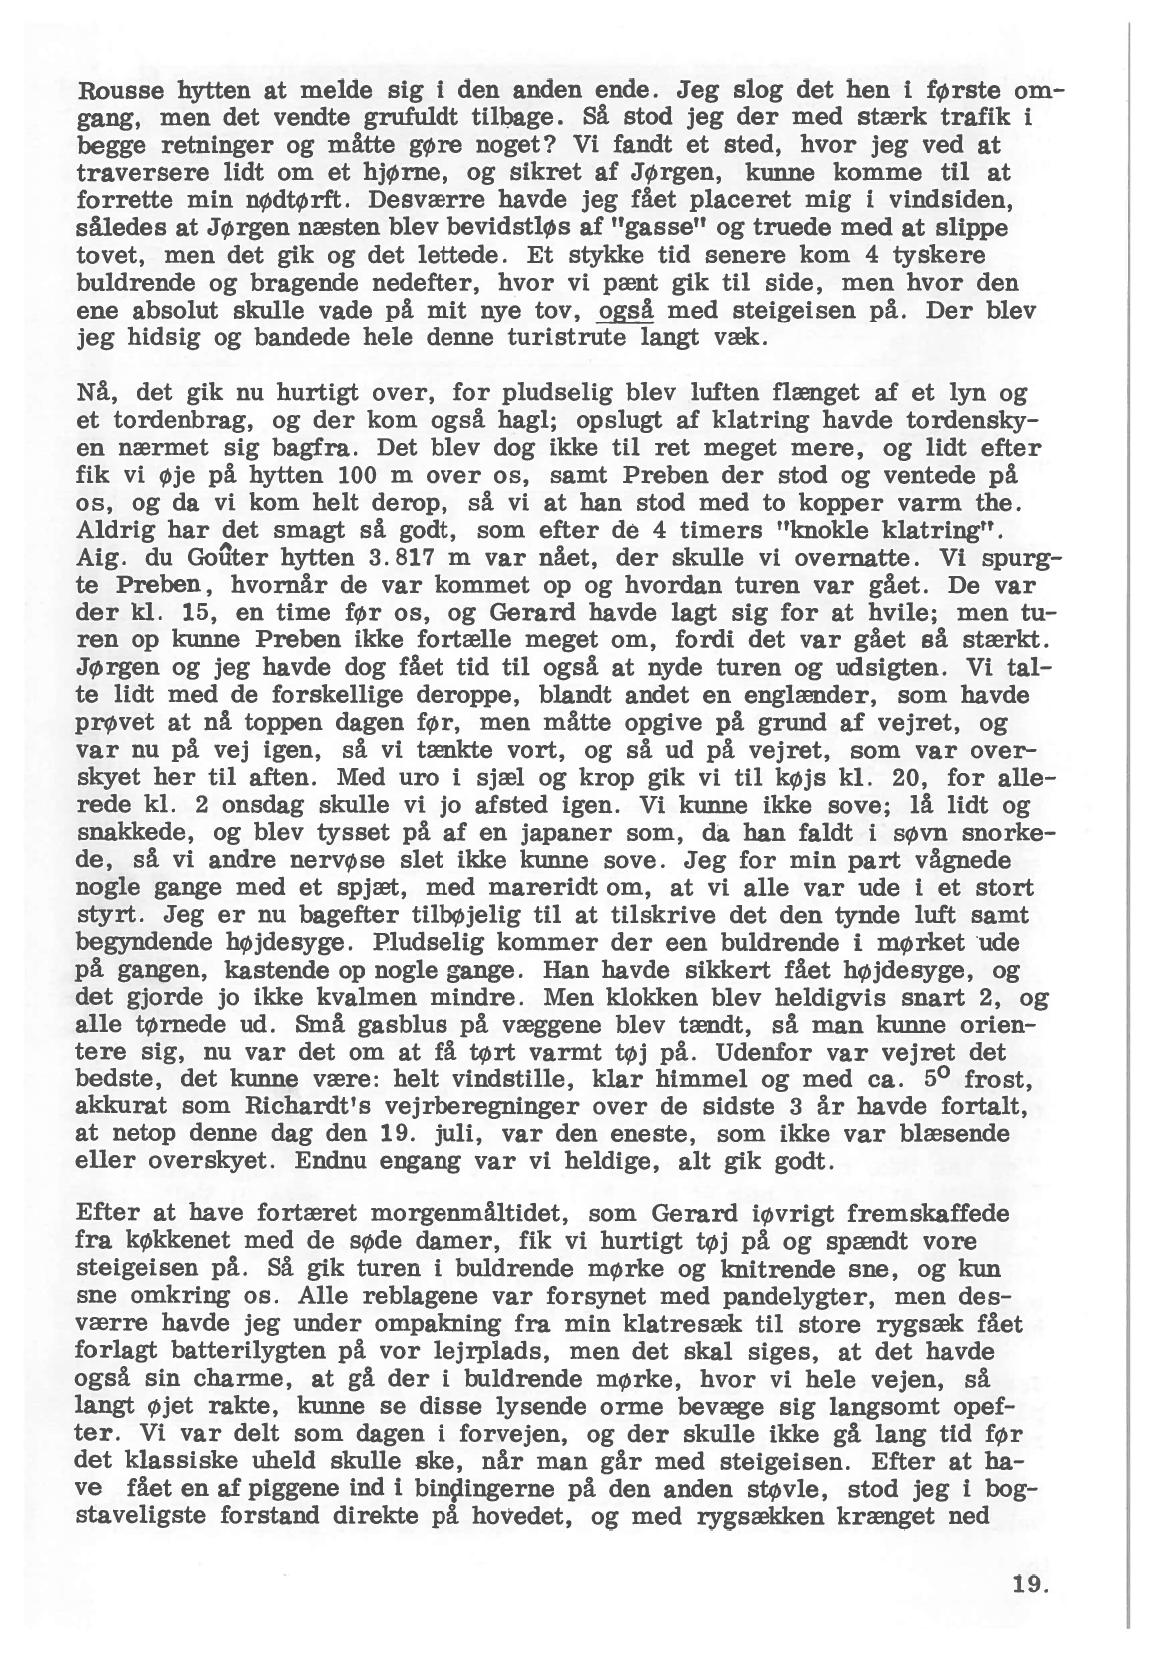 Rousse hytten at melde sig i den anden ende. Jeg slog det hen i første om-
gang, men det vendte grufuldt tilbage. Så stod jeg der med stærk trafik i
begge retninger og måtte gøre noget? Vi fandt et sted, hvor jeg ved at
traversere lidt om et hjørne, og sikret af Jørgen, kunne komme til at
forrette min nødtørft. Desværre havde jeg fået placeret mig i vindsiden,
således at Jørgen næsten blev bevidstløs af "gasse" og truede med at slippe
tovet, men det gik og det lettede. Et stykke tid senere kom 4 tyskere
buldrende og bragende nedefter, hvor vi pænt gik til side, men hvor den
ene absolut skulle vade på mit nye tov, også med steigeisen på. Der blev
jeg hidsig og bandede hele denne turistrute langt væk.

Nå, det gik nu hurtigt over, for pludselig blev luften flænget af et lyn og
et tordenbrag, og der kom også hagl; opslugt af klatring havde tordensky-
en nærmet sig bagfra. Det blev dog ikke til ret meget mere, og lidt efter
fik vi øje på hytten 100 m over os, samt Preben der stod og ventede på
os, og da vi kom helt derop, så vi at han stod med to kopper varm the.
Aldrig har det smagt så godt, som efter de 4 timers "knokle klatring".
Aig. du Goûter hytten 3.817 m var nået, der skulle vi overnatte. Vi spurg-
te Preben, hvornår de var kommet op og hvordan turen var gået. De var
der kl. 15, en time før os, og Gerard havde lagt sig for at hvile; men tu-
ren op kunne Preben ikke fortælle meget om, fordi det var gået så stærkt.
Jørgen og jeg havde dog fået tid til også at nyde turen og udsigten. Vi tal-
te lidt med de forskellige deroppe, blandt andet en englænder, som havde
prøvet at nå toppen dagen før, men måtte opgive på grund af vejret, og
var nu på vej igen, så vi tænkte vort, og så ud på vejret, som var over-
skyet her til aften. Med uro i sjæl og krop gik vi til køjs kl. 20, for alle-
rede kl. 2 onsdag skulle vi jo afsted igen. Vi kunne ikke sove; lå lidt og
snakkede, og blev tysset på af en japaner som, da han faldt i søvn snorke-
de, så vi andre nervøse slet ikke kunne sove. Jeg for min part vågnede
nogle gange med et spjæt, med mareridt om, at vi alle var ude i et stort
styrt. Jeg er nu bagefter tilbøjelig til at tilskrive det den tynde luft samt
begyndende højdesyge. Pludselig kommer der een buldrende i mørket ude
på gangen, kastende op nogle gange. Han havde sikkert fået højdesyge, og
det gjorde jo ikke kvalmen mindre. Men klokken blev heldigvis snart 2, og
alle tørnede ud. Små gasblus på væggene blev tændt, så man kunne orien-
tere sig, nu var det om at få tørt varmt tøj på. Udenfor var vejret det
bedste, det kunne være: helt vindstille, klar himmel og med ca. 5° frost,
akkurat som Richardt's vejrberegninger over de sidste 3 år havde fortalt,
at netop denne dag den 19. juli, var den eneste, som ikke var blæsende
eller overskyet. Endnu engang var vi heldige, alt gik godt.

Efter at have fortæret morgenmåltidet, som Gerard iøvrigt fremskaffede
fra køkkenet med de søde damer, fik vi hurtigt tøj på og spændt vore
steigeisen på. Så gik turen i buldrende mørke og knitrende sne, og kun
sne omkring os. Alle reblagene var forsynet med pandelygter, men des-
værre havde jeg under ompakning fra min klatresæk til store rygsæk fået
forlagt batterilygten på vor lejrplads, men det skal siges, at det havde
også sin charme, at gå der i buldrende mørke, hvor vi hele vejen, så
langt øjet rakte, kunne se disse lysende orme bevæge sig langsomt opef-
ter. Vi var delt som dagen i forvejen, og der skulle ikke gå lang tid før
det klassiske uheld skulle ske, når man går med steigeisen. Efter at ha-
ve fået en af piggene ind i bindingerne på den anden støvle, stod jeg i bog-
staveligste forstand direkte på hovedet, og med rygsækken krænget ned

19.